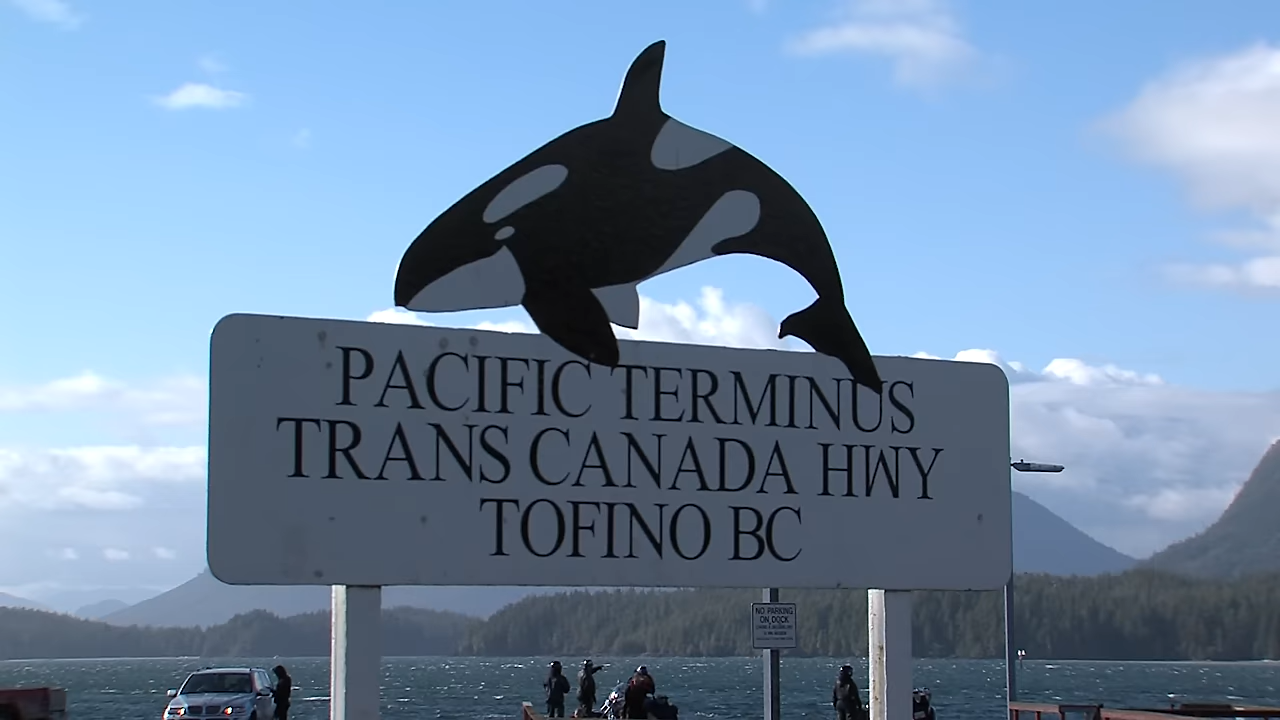 PACIFIC TERMINUS
TRANS CANADA HWY
TOFINO BC
NO PARKING
ON DOCK